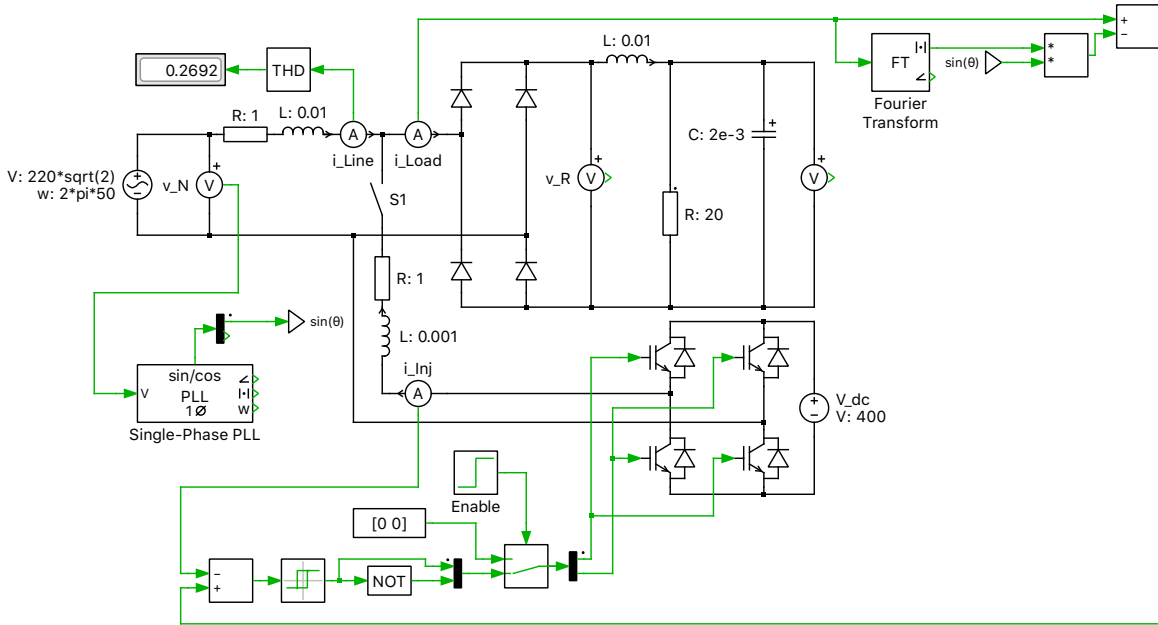 L: 0.01
+
−
0.2692
THD
FT
|·|
∠
sin(θ)
*
*
Fourier
Transform
R: 1
L: 0.01
A
i_Line
A
i_Load
C: 2e-3
+
V: 220*sqrt(2)
w: 2*pi*50
v_N
+
V
S1
v_R
+
V
R: 20
+
V
R: 1
L: 0.001
sin(θ)
i_Inj
A
V
sin/cos
PLL
1Ø
∠
|·|
w
Single-Phase PLL
+
−
V_dc
V: 400
Enable
[0 0]
−
+
NOT